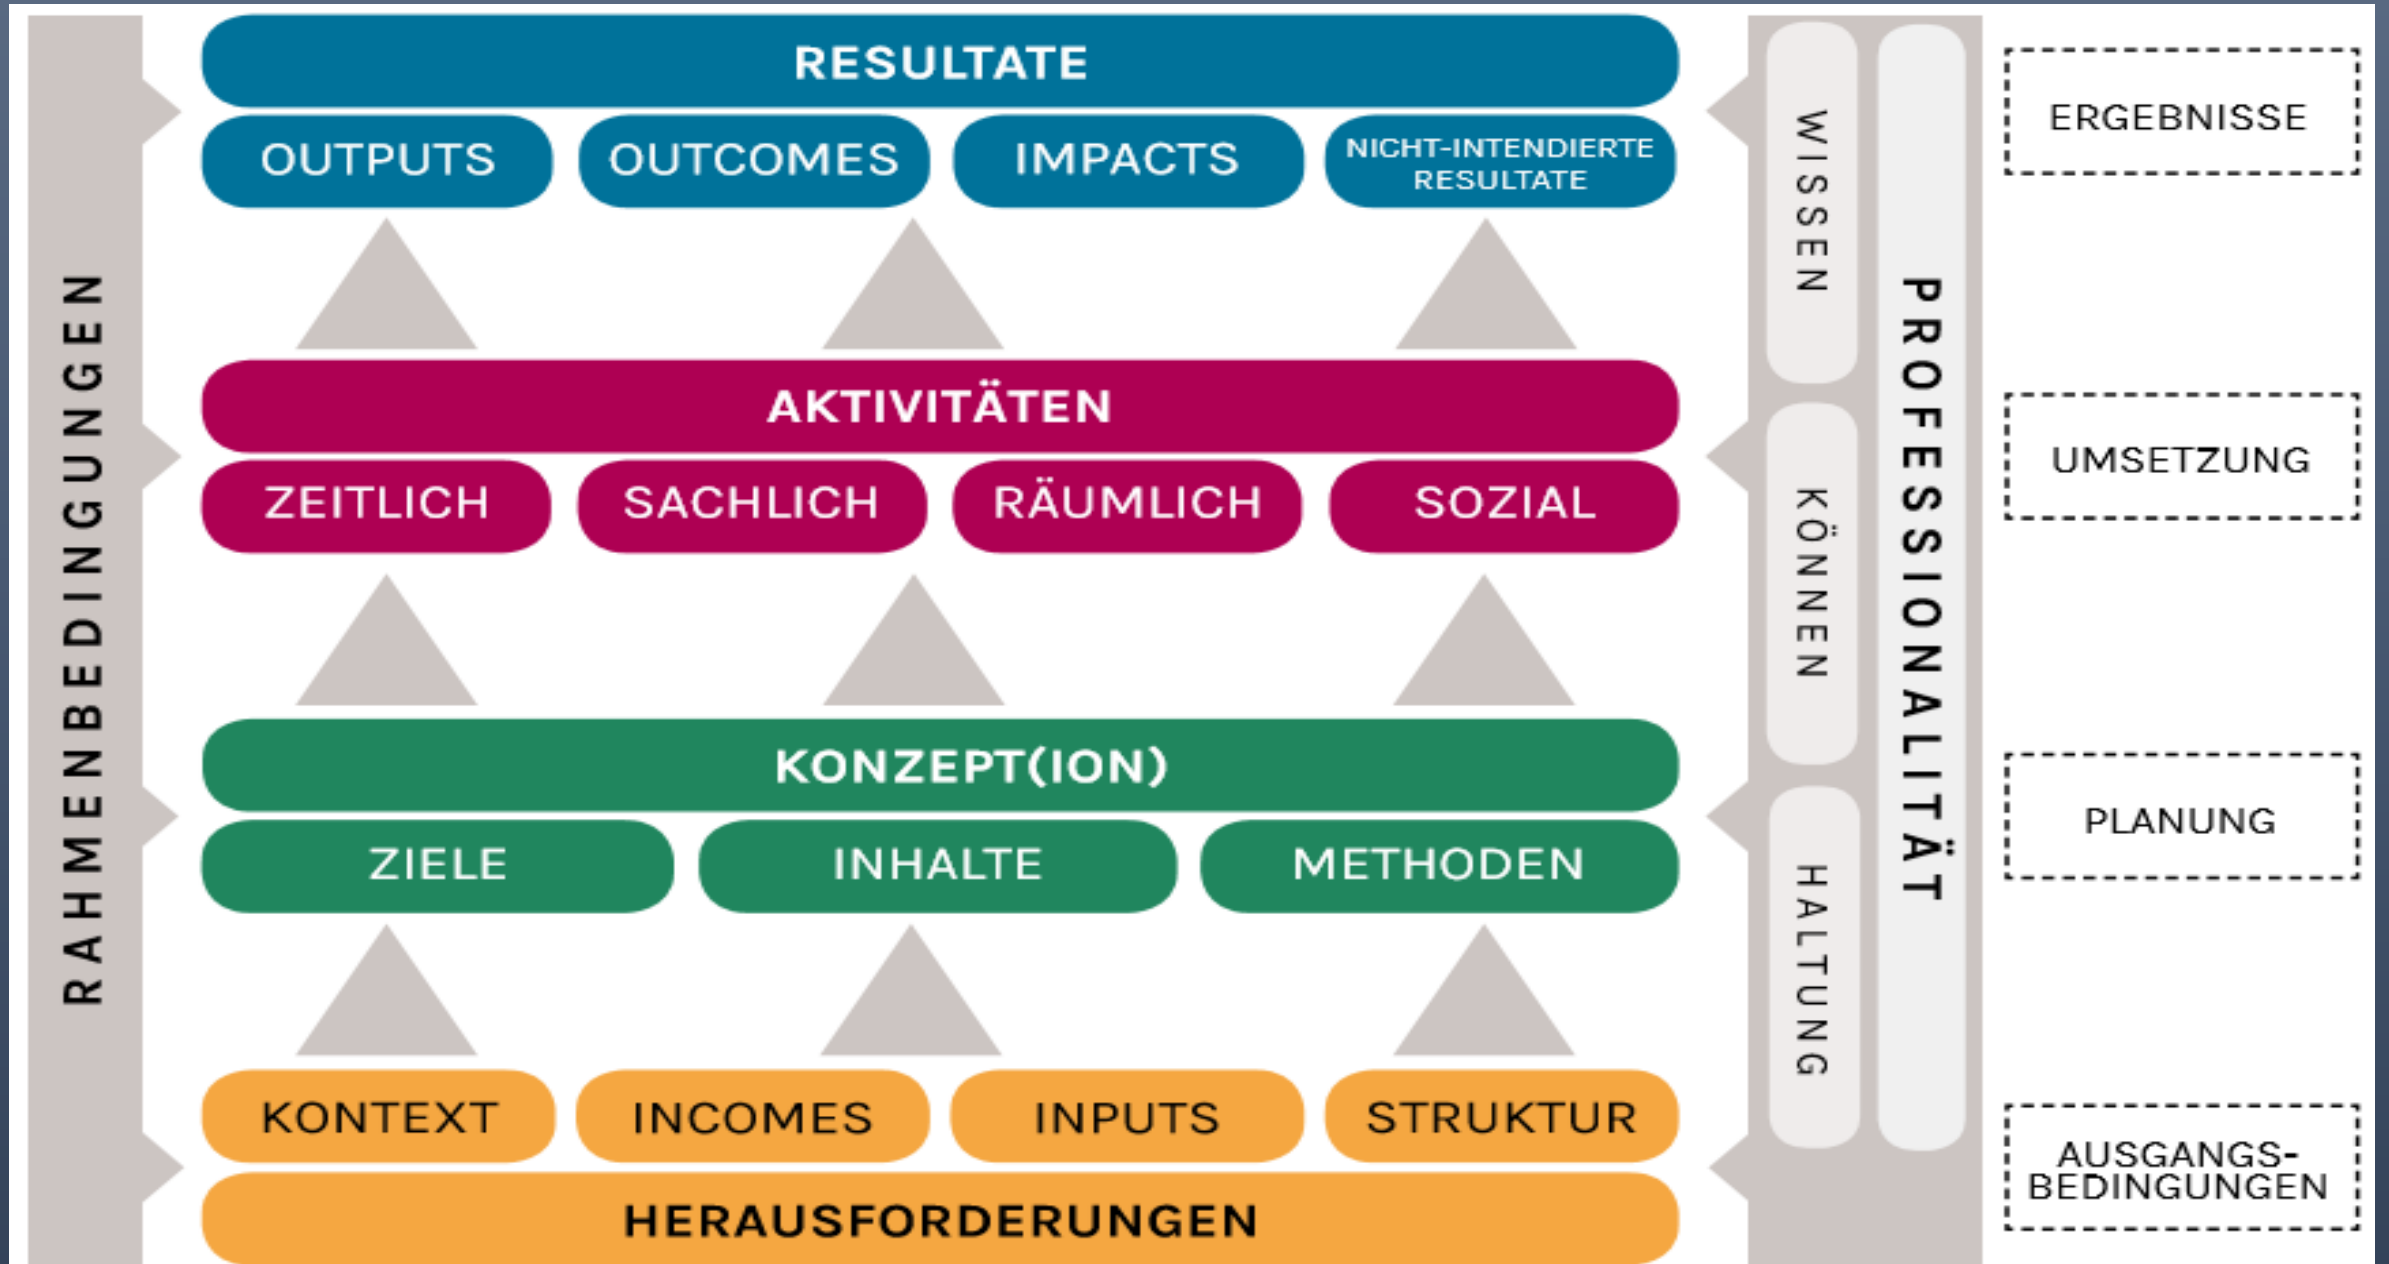 RAHMENBEDINGUNGEN
RESULTATE
OUTPUTS
OUTCOMES
IMPACTS
NICHT-INTENDIERTE
RESULTATE
AKTIVITÄTEN
ZEITLICH
SACHLICH
RÄUMLICH
SOZIAL
KONZEPT(ION)
ZIELE
INHALTE
METHODEN
KONTEXT
INCOMES
INPUTS
STRUKTUR
HERAUSFORDERUNGEN
WISSEN
KÖNNEN
HALTUNG
PROFESSIONALITÄT
ERGEBNISSE
UMSETZUNG
PLANUNG
AUSGANGS-
BEDINGUNGEN